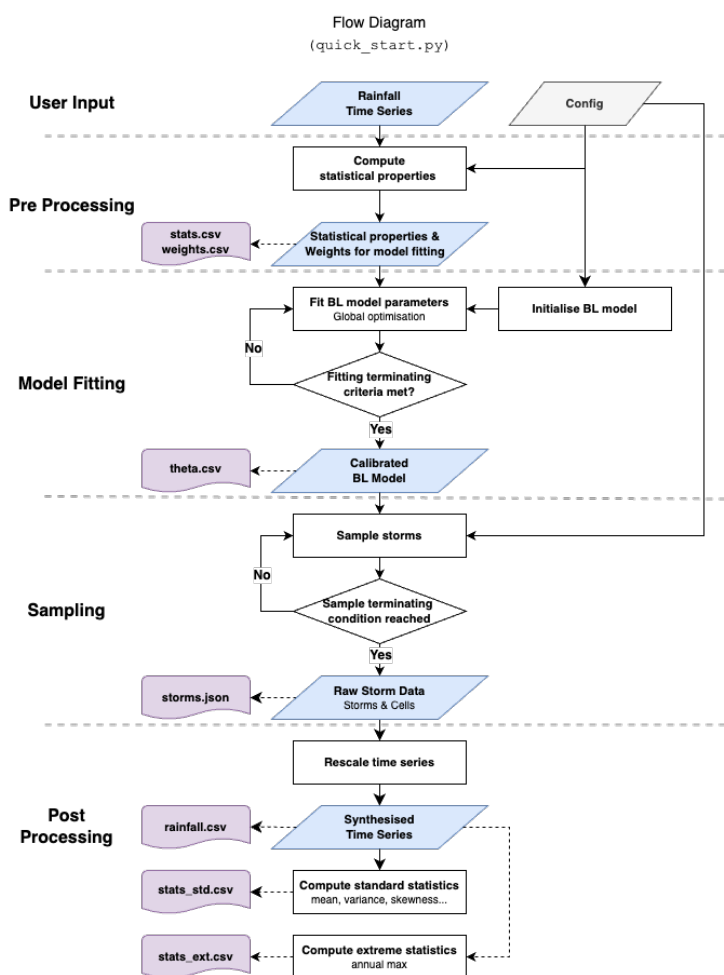 Flow Diagram
(quick_start.py)
User Input
Rainfall
Time Series
Config
Compute
statistical properties
Pre Processing
stats.csv
weights.csv
Statistical properties &
Weights for model fitting
Fit BL model parameters
Global optimisation
Initialise BL model
No
Model Fitting
Fitting terminating
criteria met?
Yes
theta.csv
Calibrated
BL Model
Sample storms
No
Sampling
Sample terminating
condition reached
Yes
storms.json
Raw Storm Data
Storms & Cells
Rescale time series
Post
Processing
rainfall.csv
Synthesised
Time Series
stats_std.csv
Compute standard statistics
mean, variance, skewness...
stats_ext.csv
Compute extreme statistics
annual max